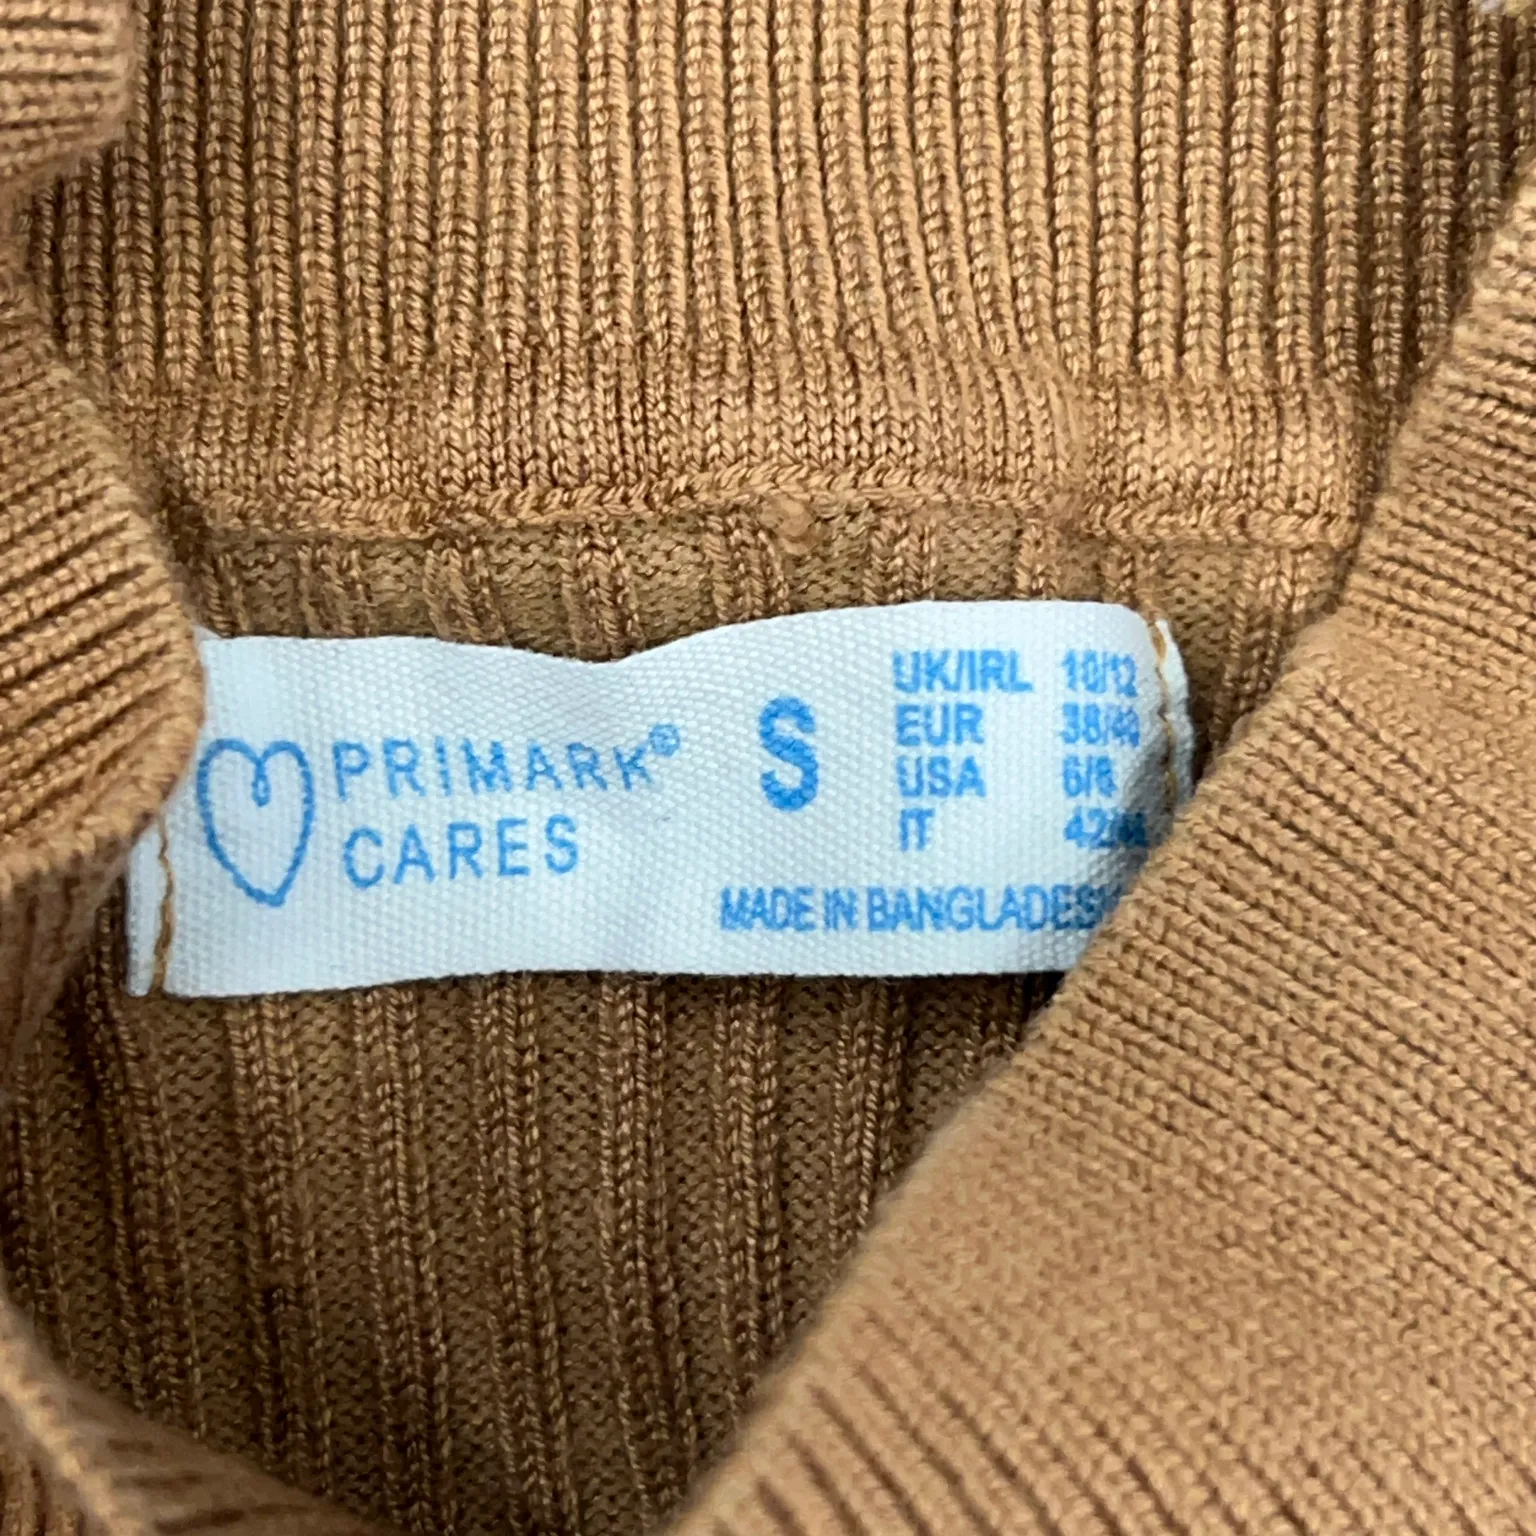 PRIMARK®
CARES
S
UK/IRL 10/12
EUR 38/40
USA 6/8
IT 42/44
MADE IN BANGLADESH